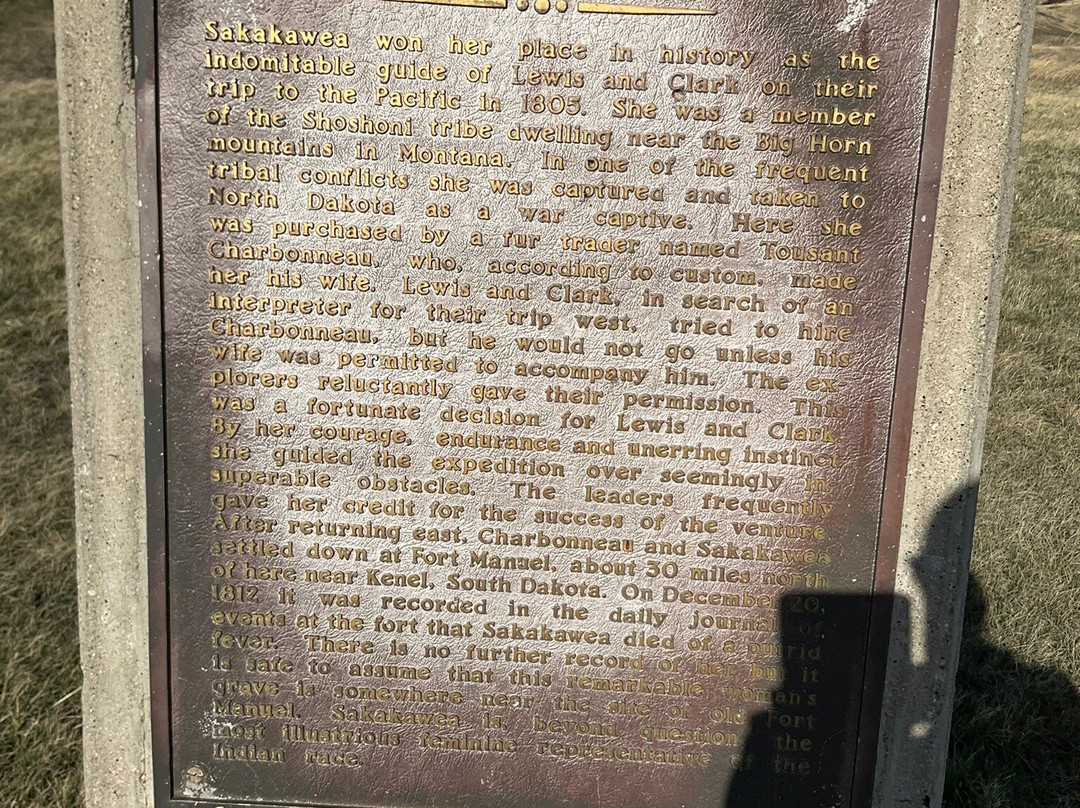 Sakakawea won her place in history as the
indomitable guide of Lewis and Clark on their
trip to the Pacific in 1805. She was a member
of the Shoshoni tribe dwelling near the Big Horn
mountains in Montana. In one of the frequent
tribal conflicts she was captured and taken to
North Dakota as a war captive. Here she
was purchased by a fur trader named Tousant
Charbonneau, who, according to custom, made
her his wife. Lewis and Clark, in search of an
interpreter for their trip west, tried to hire
Charbonneau, but he would not go unless his
wife was permitted to accompany him. The ex-
plorers reluctantly gave their permission. This
was a fortunate decision for Lewis and Clark.
By her courage, endurance and unerring instinct
she guided the expedition over seemingly in
superable obstacles. The leaders frequently
gave her credit for the success of the venture.
After returning east, Charbonneau and Sakakawea
settled down at Fort Manuel, about 30 miles north
of here near Kenel, South Dakota. On December 20,
1812 it was recorded in the daily journal of
events at the fort that Sakakawea died of a putrid
fever. There is no further record of her but it
is safe to assume that this remarkable woman's
grave is somewhere near the site of old Fort
Manuel. Sakakawea is beyond question the
most illustrious feminine representative of the
Indian race.